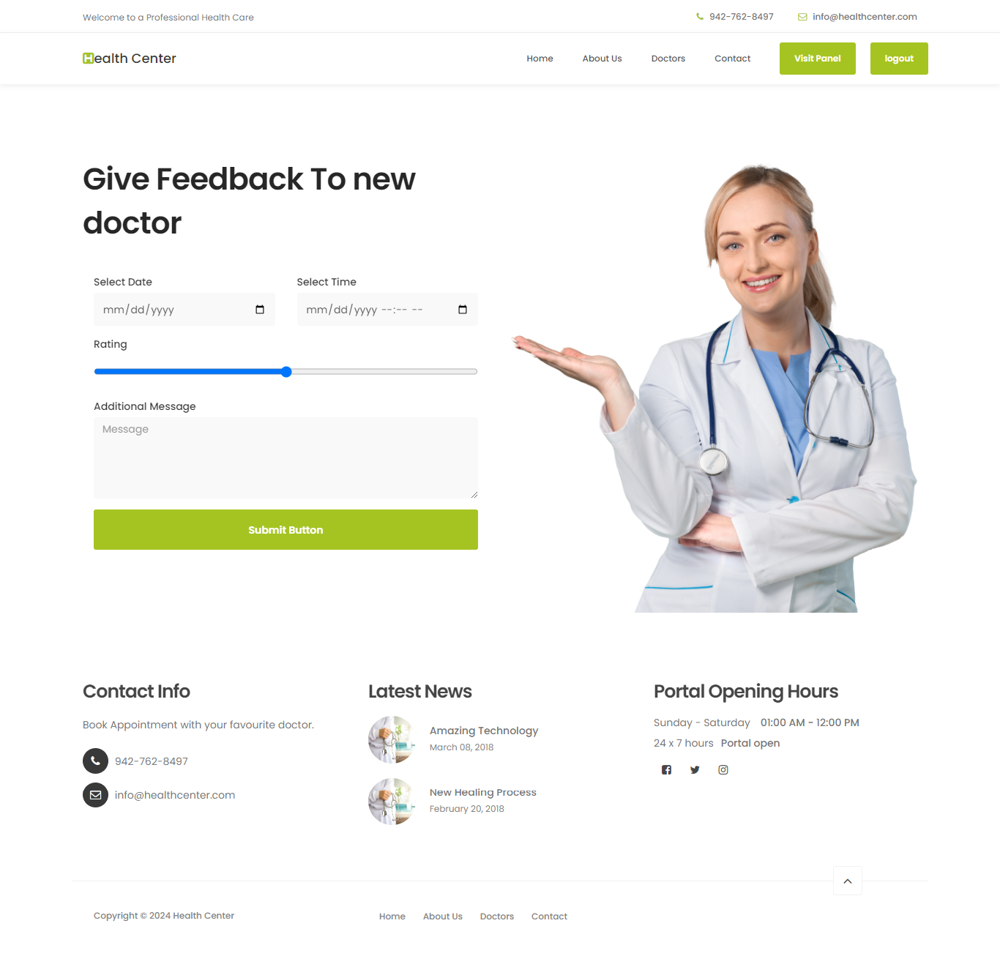 Welcome to a Professional Health Care
942-762-8497
info@healthcenter.com
Health Center
Home
About Us
Doctors
Contact
Visit Panel
logout
Give Feedback To new
doctor
Select Date
Select Time
mm/dd/yyyy
mm/dd/yyyy --:-- --
Rating
Additional Message
Message
Submit Button
Contact Info
Book Appointment with your favourite doctor.
942-762-8497
info@healthcenter.com
Latest News
Amazing Technology
March 08, 2018
New Healing Process
February 20, 2018
Portal Opening Hours
Sunday - Saturday 01:00 AM - 12:00 PM
24 x 7 hours Portal open
Copyright © 2024 Health Center
Home
About Us
Doctors
Contact